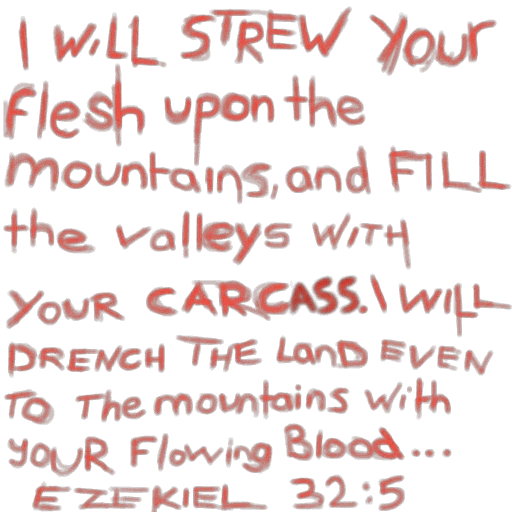 I WILL STREW YOUR
flesh upon the
mountains, and FILL
the valleys WITH
YOUR CARCASS. I WILL
DRENCH THE LanD EVEN
TO The mountains with
YOUR Flowing Blood...
EZEKIEL 32:5